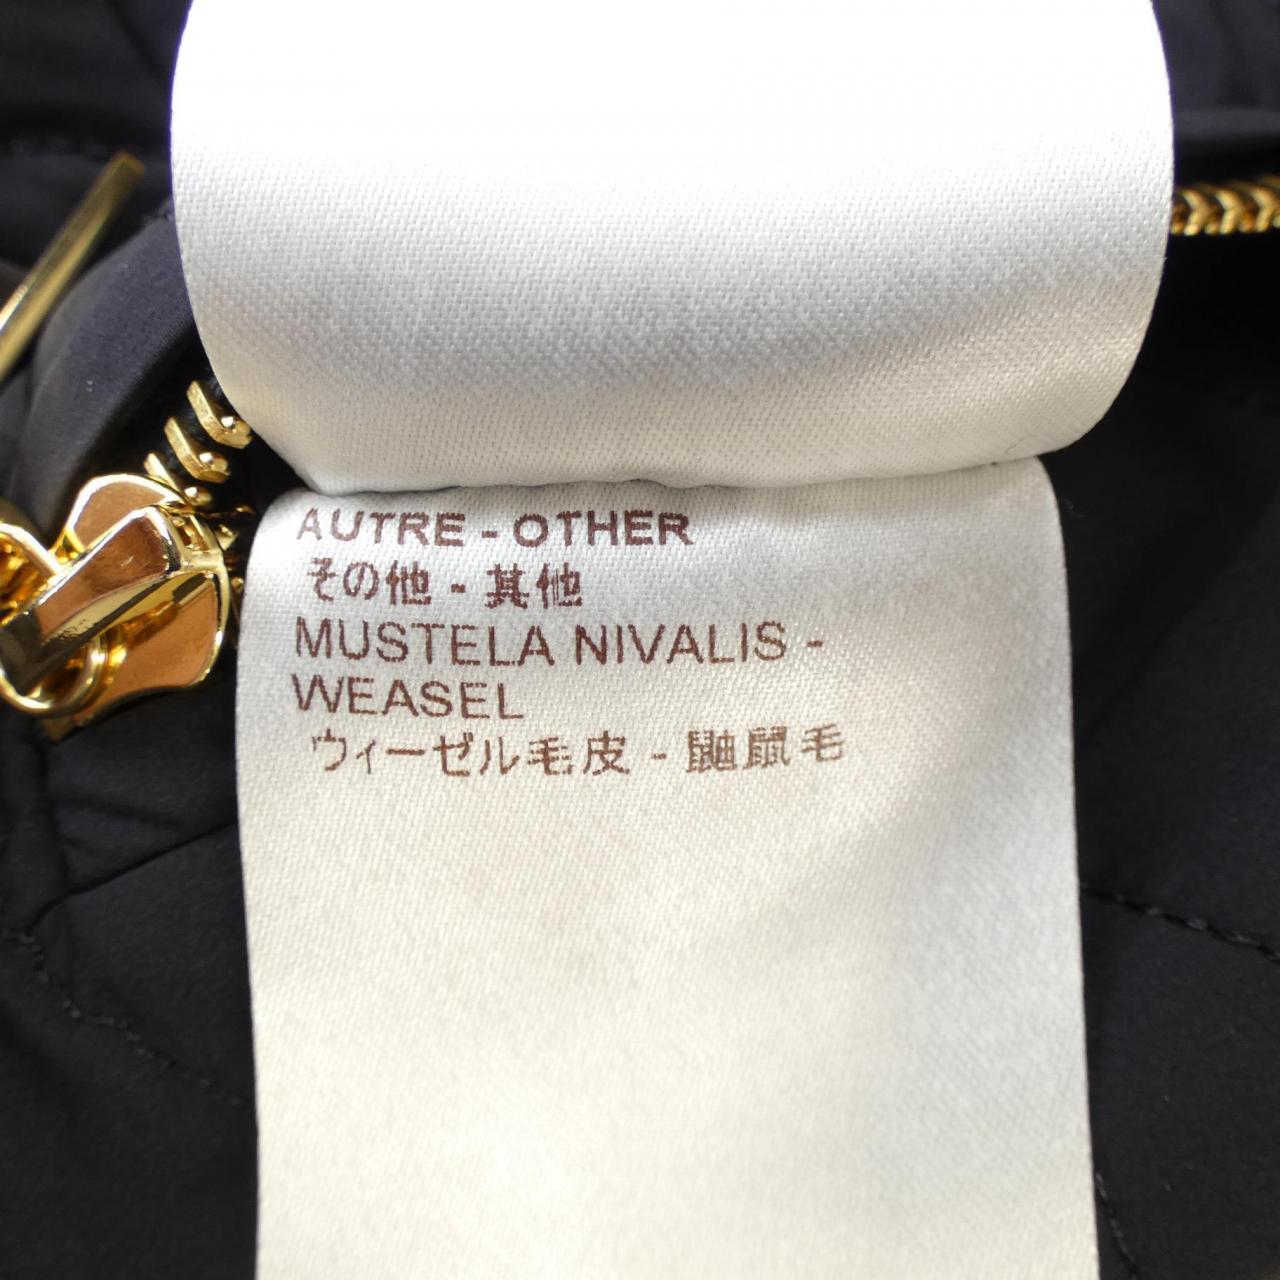 AUTRE - OTHER
その他 - 其他
MUSTELA NIVALIS -
WEASEL
ウィーゼル毛皮 - 鼬鼠毛